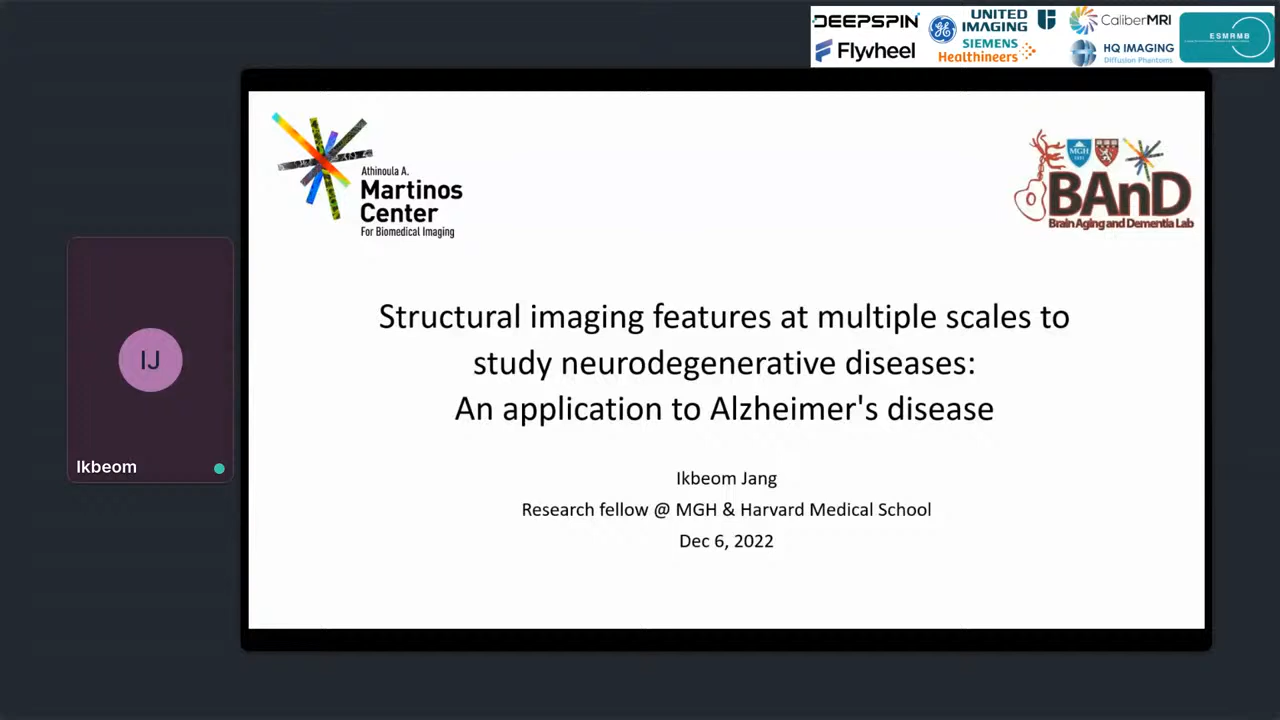 DEEPSPIN
UNITED
IMAGING
CaliberMRI
ESMRMB
Flywheel
SIEMENS
Healthineers
HQ IMAGING
Diffusion Phantoms
Athinoula A.
Martinos
Center
For Biomedical Imaging
MGH
BAnD
Brain Aging and Dementia Lab
Structural imaging features at multiple scales to
study neurodegenerative diseases:
An application to Alzheimer's disease
Ikbeom Jang
Research fellow @ MGH & Harvard Medical School
Dec 6, 2022
IJ
Ikbeom